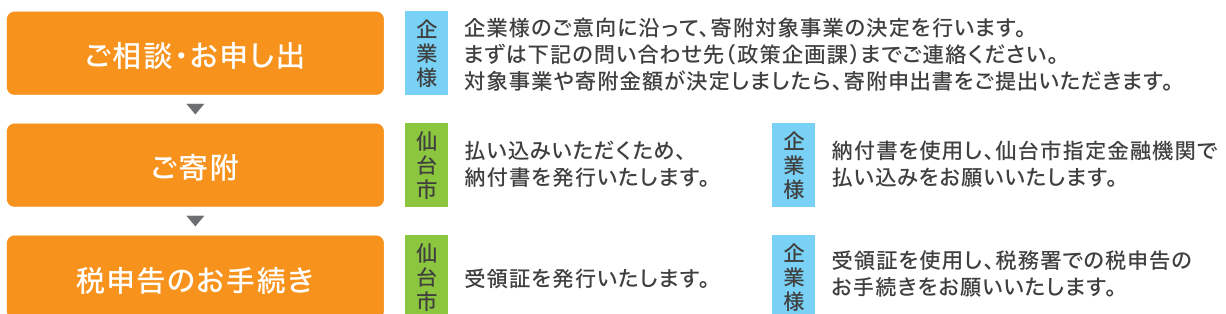 ご相談・お申し出
企業様
企業様のご意向に沿って、寄附対象事業の決定を行います。
まずは下記の問い合わせ先（政策企画課）までご連絡ください。
対象事業や寄附金額が決定しましたら、寄附申出書をご提出いただきます。
ご寄附
仙台市
払い込みいただくため、
納付書を発行いたします。
企業様
納付書を使用し、仙台市指定金融機関で
払い込みをお願いいたします。
税申告のお手続き
仙台市
受領証を発行いたします。
企業様
受領証を使用し、税務署での税申告の
お手続きをお願いいたします。